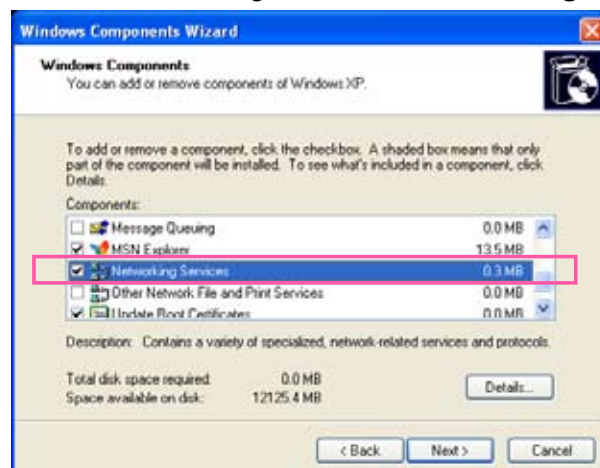 Windows Components Wizard
Windows Components
You can add or remove components of Windows XP.
To add or remove a component, click the checkbox. A shaded box means that only
part of the component will be installed. To see what's included in a component, click
Details.
Components:
Message Queuing 0.0 MB
MSN Explorer 13.5 MB
Networking Services 0.3 MB
Other Network File and Print Services 0.0 MB
Update Root Certificates 0.0 MB
Description: Contains a variety of specialized, network-related services and protocols.
Total disk space required: 0.0 MB
Space available on disk: 12125.4 MB
Details...
< Back Next > Cancel